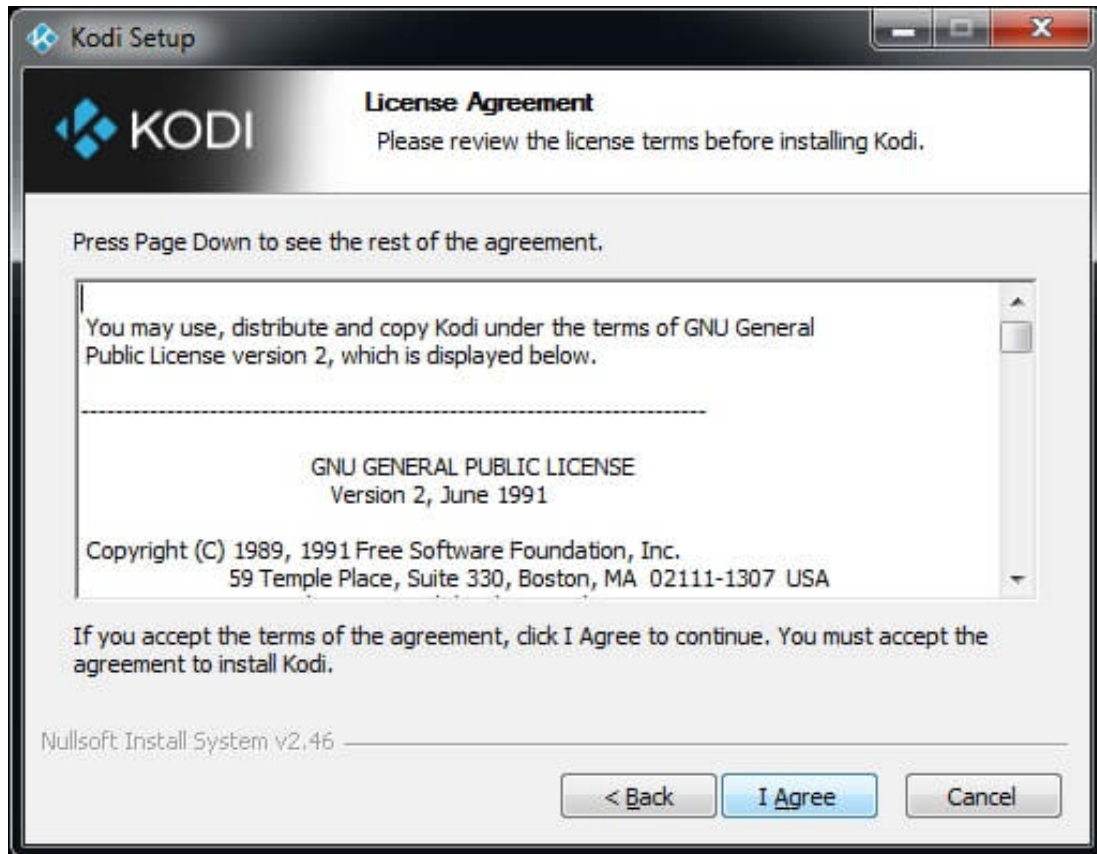 Kodi Setup
KODI
License Agreement
Please review the license terms before installing Kodi.
Press Page Down to see the rest of the agreement.
You may use, distribute and copy Kodi under the terms of GNU General
Public License version 2, which is displayed below.
------------------------------------------------------------------------
GNU GENERAL PUBLIC LICENSE
Version 2, June 1991
Copyright (C) 1989, 1991 Free Software Foundation, Inc.
59 Temple Place, Suite 330, Boston, MA 02111-1307 USA
If you accept the terms of the agreement, click I Agree to continue. You must accept the
agreement to install Kodi.
Nullsoft Install System v2.46
< Back I Agree Cancel